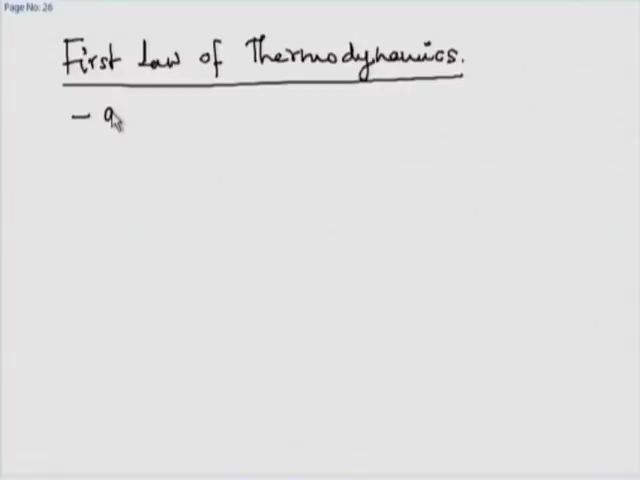 Page No: 26
First Law of Thermodynamics.
–